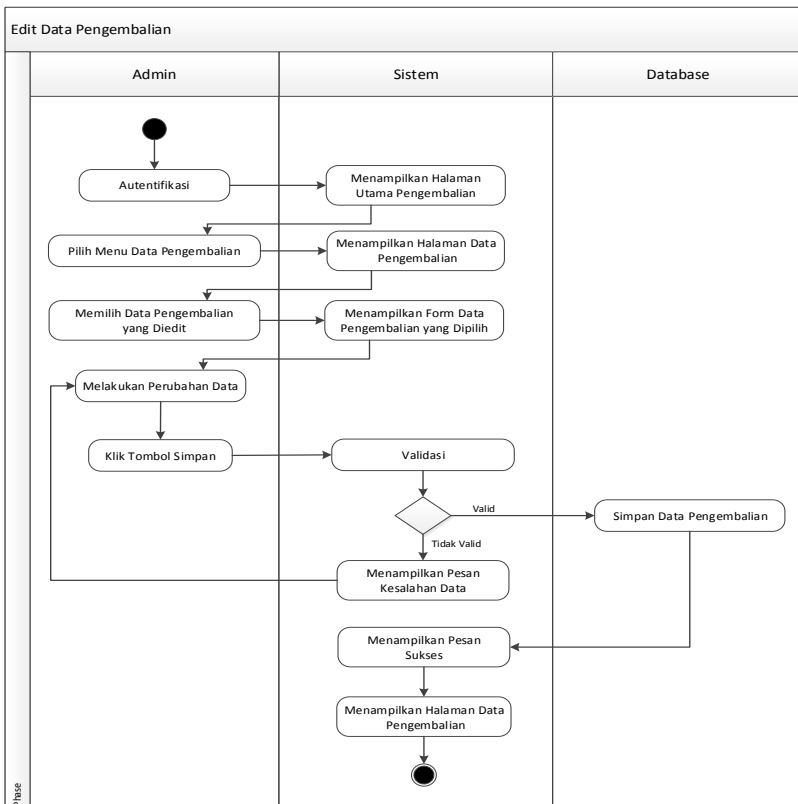 Edit Data Pengembalian
Admin
Sistem
Database
Autentifikasi
Menampilkan Halaman
Utama Pengembalian
Pilih Menu Data Pengembalian
Menampilkan Halaman Data
Pengembalian
Memilih Data Pengembalian
yang Diedit
Menampilkan Form Data
Pengembalian yang Dipilih
Melakukan Perubahan Data
Klik Tombol Simpan
Validasi
Valid
Simpan Data Pengembalian
Tidak Valid
Menampilkan Pesan
Kesalahan Data
Menampilkan Pesan
Sukses
Menampilkan Halaman Data
Pengembalian
Phase